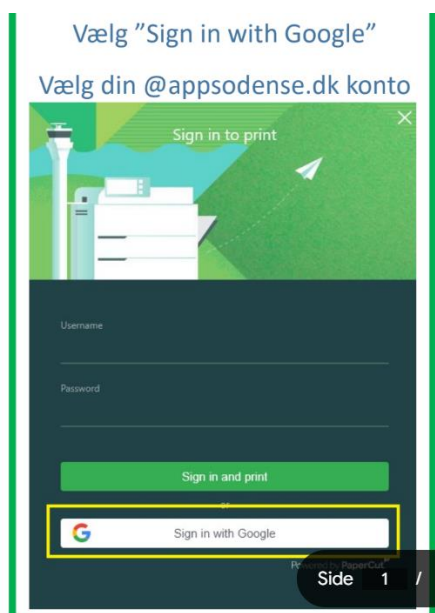 Vælg ”Sign in with Google”
Vælg din @appsodense.dk konto
Sign in to print
Username
Password
Sign in and print
or
Sign in with Google
Powered by PaperCut
Side 1 /